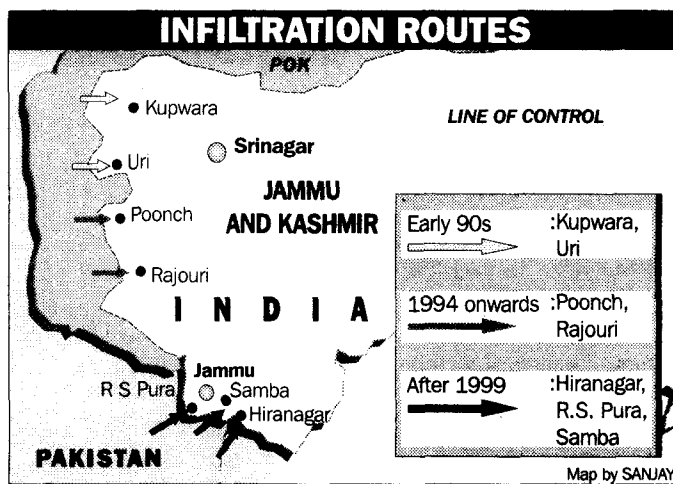 INFILTRATION ROUTES
POK
Kupwara
LINE OF CONTROL
Srinagar
Uri
JAMMU
AND KASHMIR
Poonch
Rajouri
INDIA
Jammu
R S Pura
Samba
Hiranagar
PAKISTAN
Early 90s :Kupwara,
Uri
1994 onwards :Poonch,
Rajouri
After 1999 :Hiranagar,
R.S. Pura,
Samba
Map by SANJAY